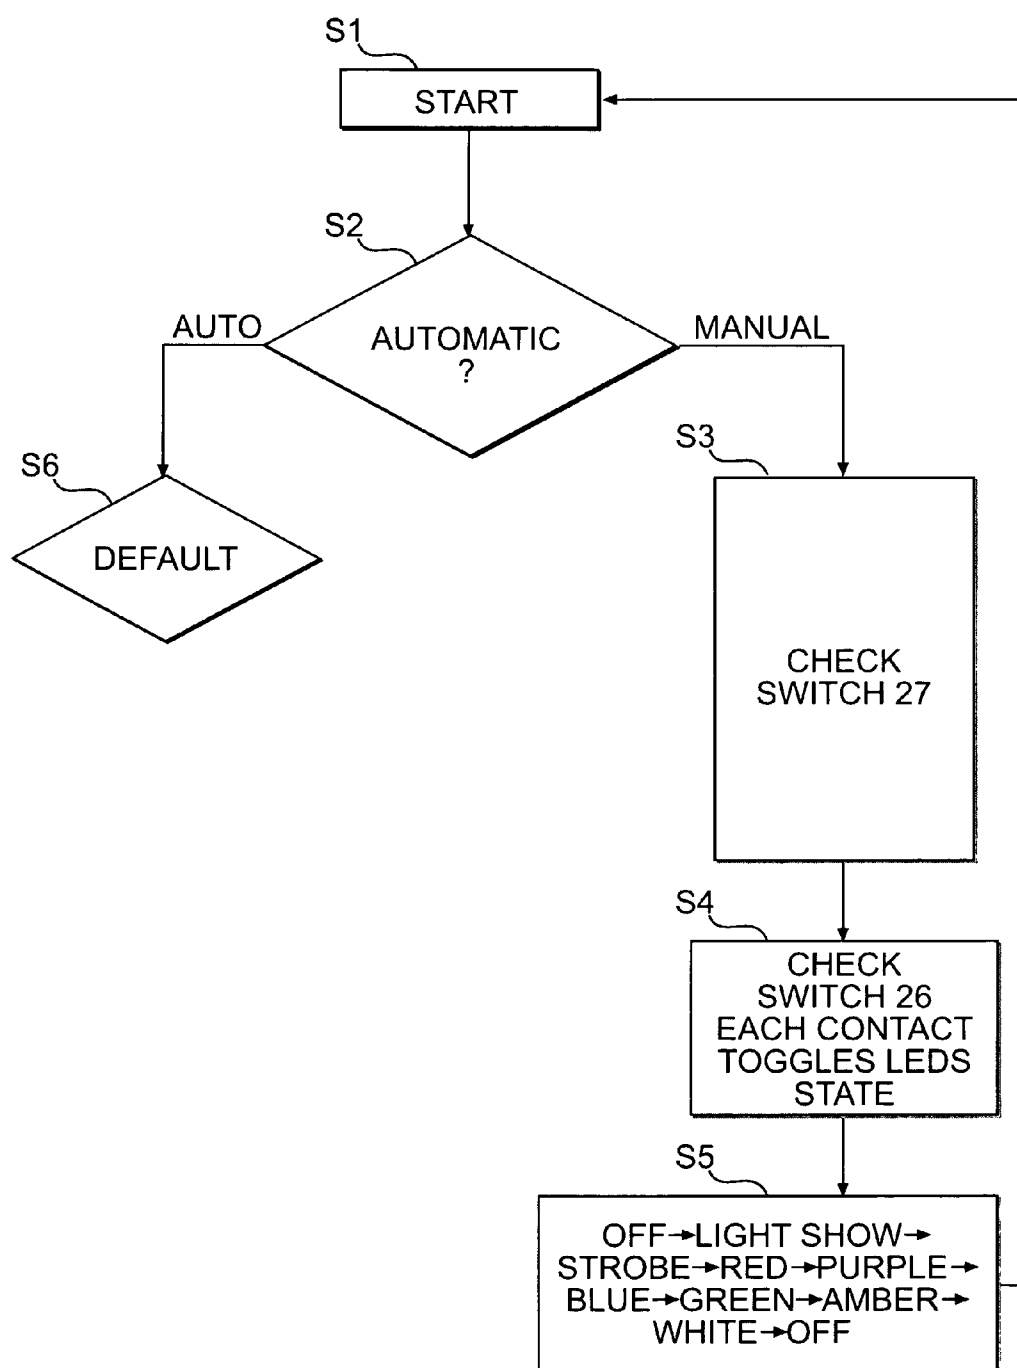 S1
START
S2
AUTOMATIC
?
AUTO
MANUAL
S6
DEFAULT
S3
CHECK
SWITCH 27
S4
CHECK
SWITCH 26
EACH CONTACT
TOGGLES LEDS
STATE
S5
OFF→LIGHT SHOW→
STROBE→RED→PURPLE→
BLUE→GREEN→AMBER→
WHITE→OFF